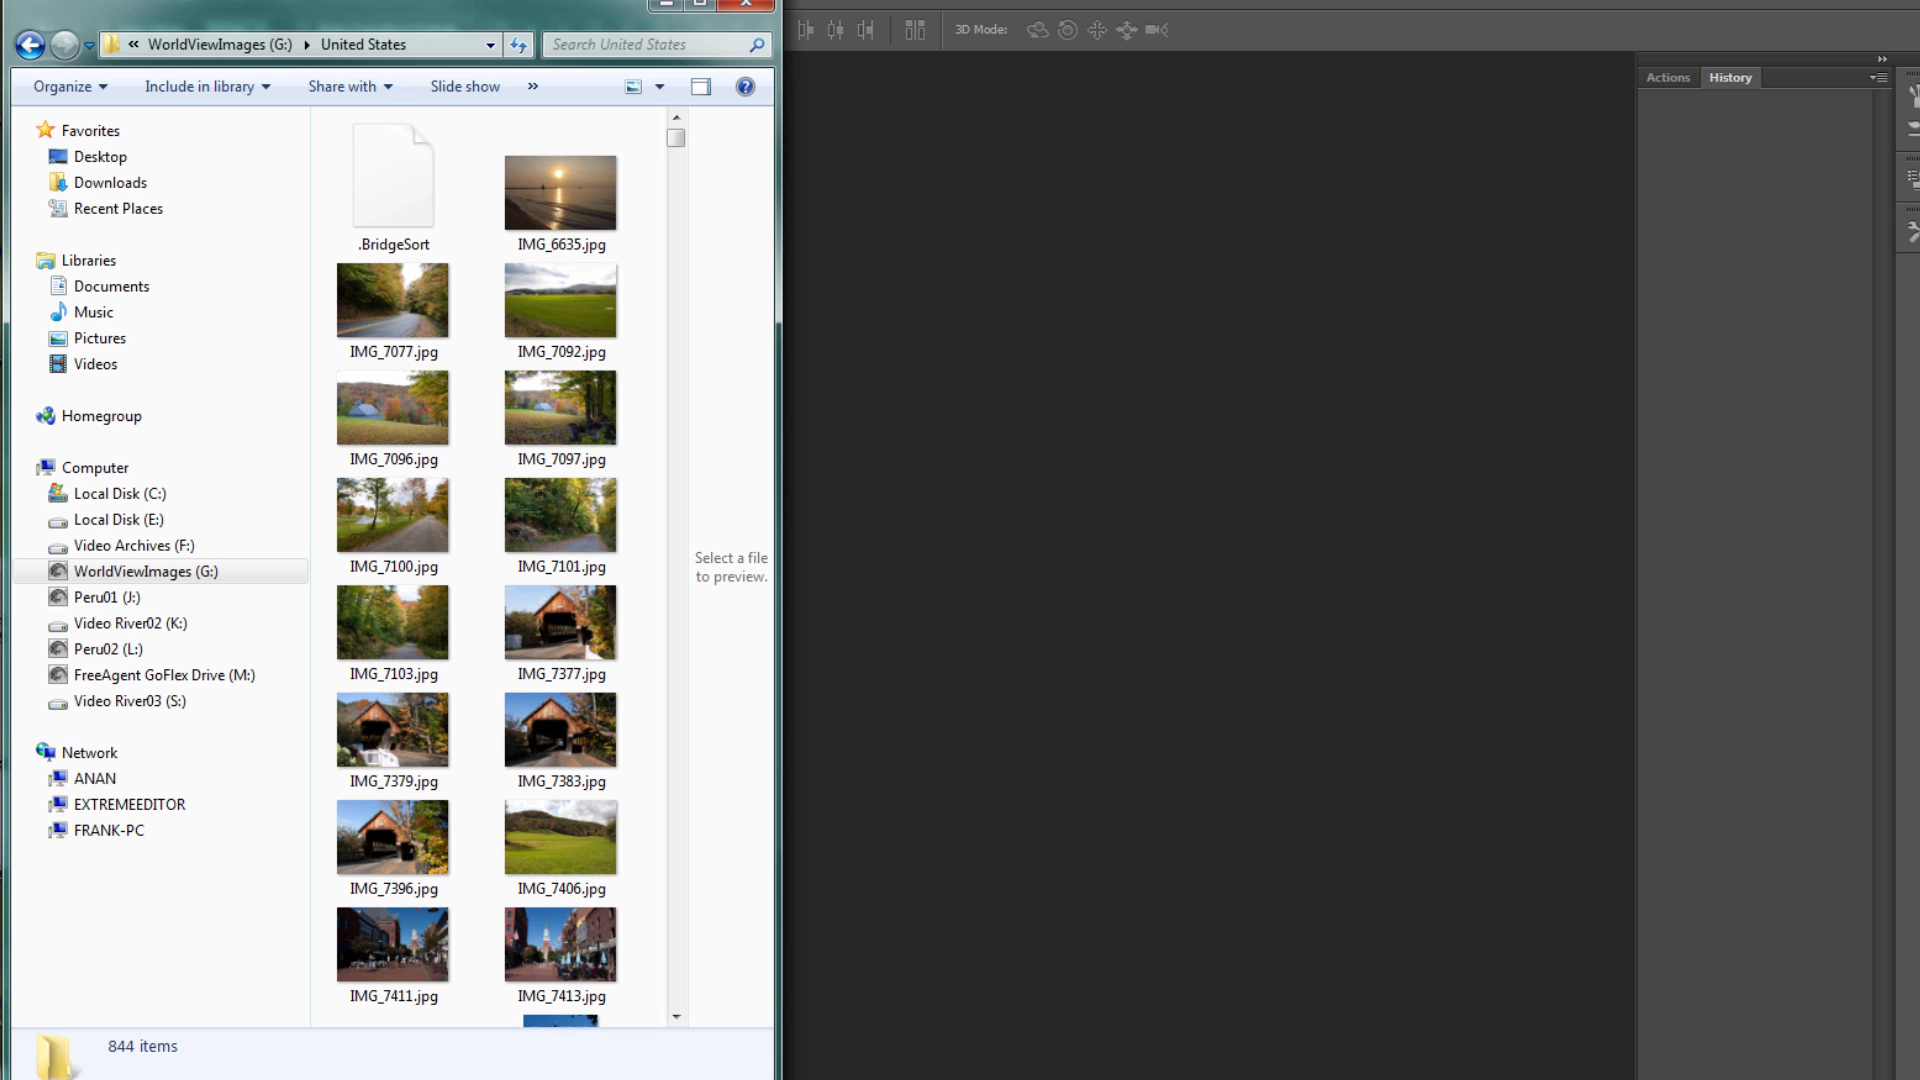 « WorldViewImages (G:) United States
Search United States
3D Mode:
Organize Include in library Share with Slide show »
Actions History
Favorites
Desktop
Downloads
Recent Places
Libraries
Documents
Music
Pictures
Videos
Homegroup
Computer
Local Disk (C:)
Local Disk (E:)
Video Archives (F:)
WorldViewImages (G:)
Peru01 (J:)
Video River02 (K:)
Peru02 (L:)
FreeAgent GoFlex Drive (M:)
Video River03 (S:)
Network
ANAN
EXTREMEEDITOR
FRANK-PC
.BridgeSort IMG_6635.jpg
IMG_7077.jpg IMG_7092.jpg
IMG_7096.jpg IMG_7097.jpg
IMG_7100.jpg IMG_7101.jpg
IMG_7103.jpg IMG_7377.jpg
IMG_7379.jpg IMG_7383.jpg
IMG_7396.jpg IMG_7406.jpg
IMG_7411.jpg IMG_7413.jpg
Select a file
to preview.
844 items